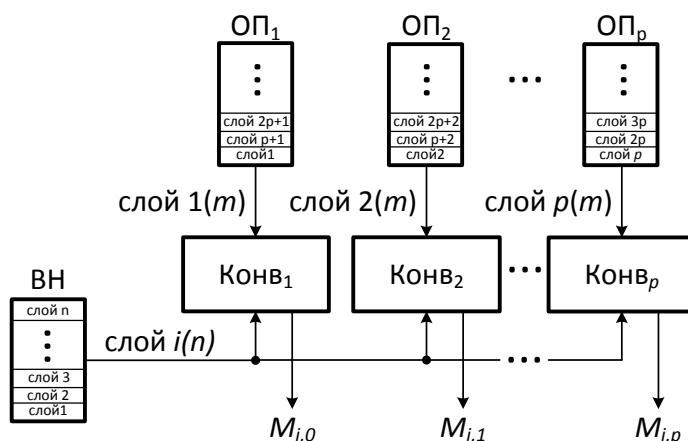 ОП₁ ОП₂ ОПₚ
слой 2p+1 слой 2p+2 слой 3p
слой p+1 слой p+2 слой 2p
слой1 слой2 слой p
слой 1(m) слой 2(m) слой p(m)
Конв₁ Конв₂ Конвₚ
ВН
слой n
слой i(n)
слой 3
слой 2
слой1
Mᵢ,₀ Mᵢ,₁ Mᵢ,ₚ